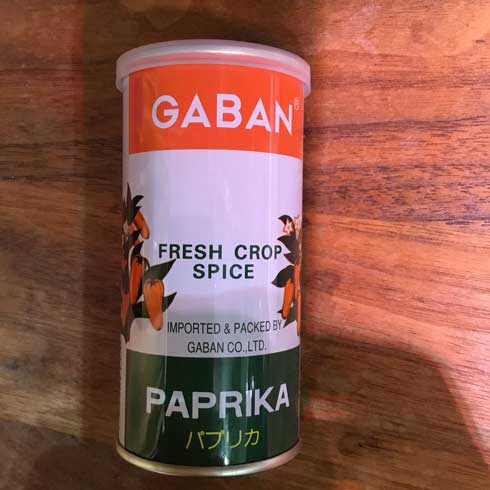 GABAN®
FRESH CROP
SPICE
IMPORTED & PACKED BY
GABAN CO.,LTD.
PAPRIKA
パプリカ